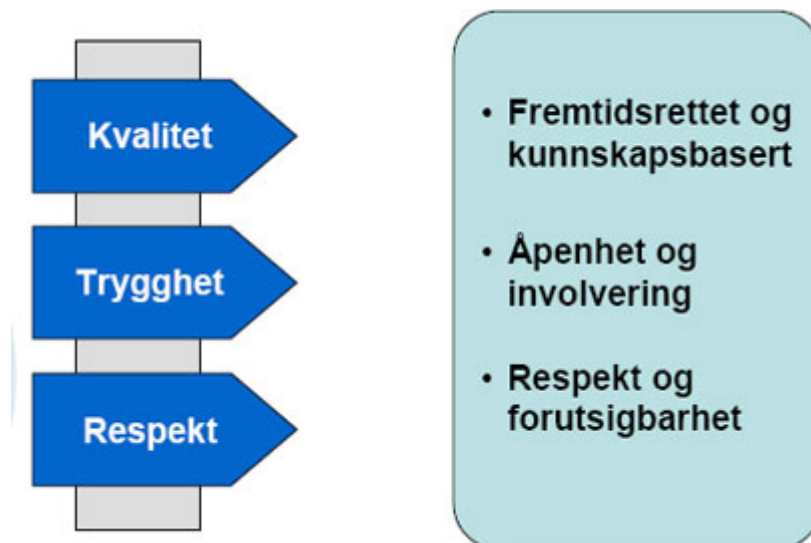 Kvalitet
Trygghet
Respekt
• Fremtidsrettet og
kunnskapsbasert
• Åpenhet og
involvering
• Respekt og
forutsigbarhet